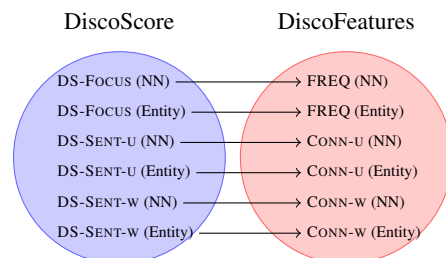 DiscoScore DiscoFeatures
DS-FOCUS (NN) FREQ (NN)
DS-FOCUS (Entity) FREQ (Entity)
DS-SENT-U (NN) CONN-U (NN)
DS-SENT-U (Entity) CONN-U (Entity)
DS-SENT-W (NN) CONN-W (NN)
DS-SENT-W (Entity) CONN-W (Entity)